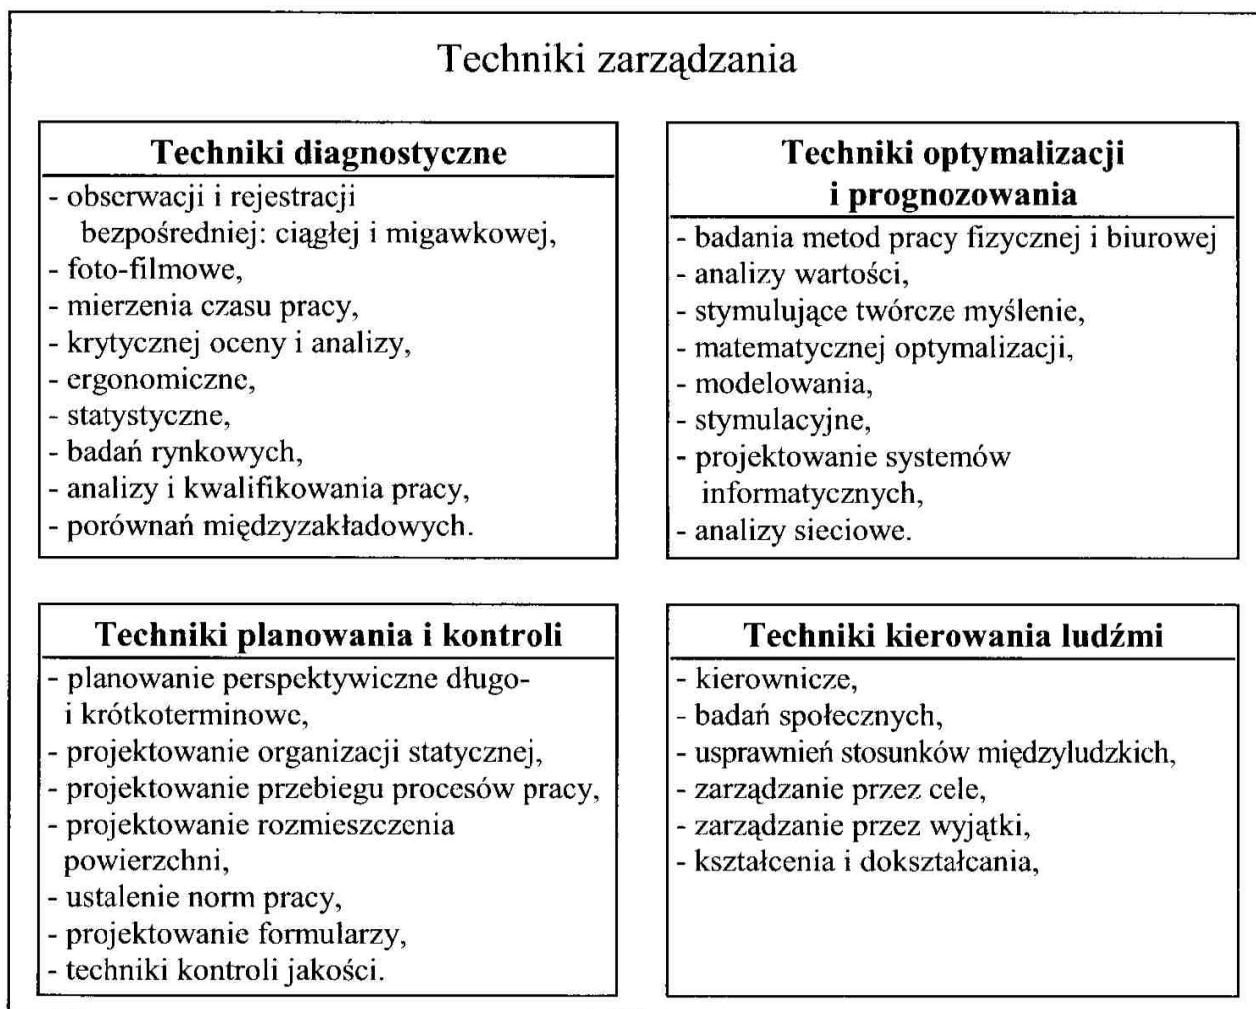 Techniki zarządzania
Techniki diagnostyczne
- obserwacji i rejestracji
bezpośredniej: ciągłej i migawkowej,
- foto-filmowe,
- mierzenia czasu pracy,
- krytycznej oceny i analizy,
- ergonomiczne,
- statystyczne,
- badań rynkowych,
- analizy i kwalifikowania pracy,
- porównań międzyzakładowych.
Techniki optymalizacji
i prognozowania
- badania metod pracy fizycznej i biurowej
- analizy wartości,
- stymulujące twórcze myślenie,
- matematycznej optymalizacji,
- modelowania,
- stymulacyjne,
- projektowanie systemów
informatycznych,
- analizy sieciowe.
Techniki planowania i kontroli
- planowanie perspektywiczne długo-
i krótkoterminowe,
- projektowanie organizacji statycznej,
- projektowanie przebiegu procesów pracy,
- projektowanie rozmieszczenia
powierzchni,
- ustalenie norm pracy,
- projektowanie formularzy,
- techniki kontroli jakości.
Techniki kierowania ludźmi
- kierownicze,
- badań społecznych,
- usprawnień stosunków międzyludzkich,
- zarządzanie przez cele,
- zarządzanie przez wyjątki,
- kształcenia i dokształcania,